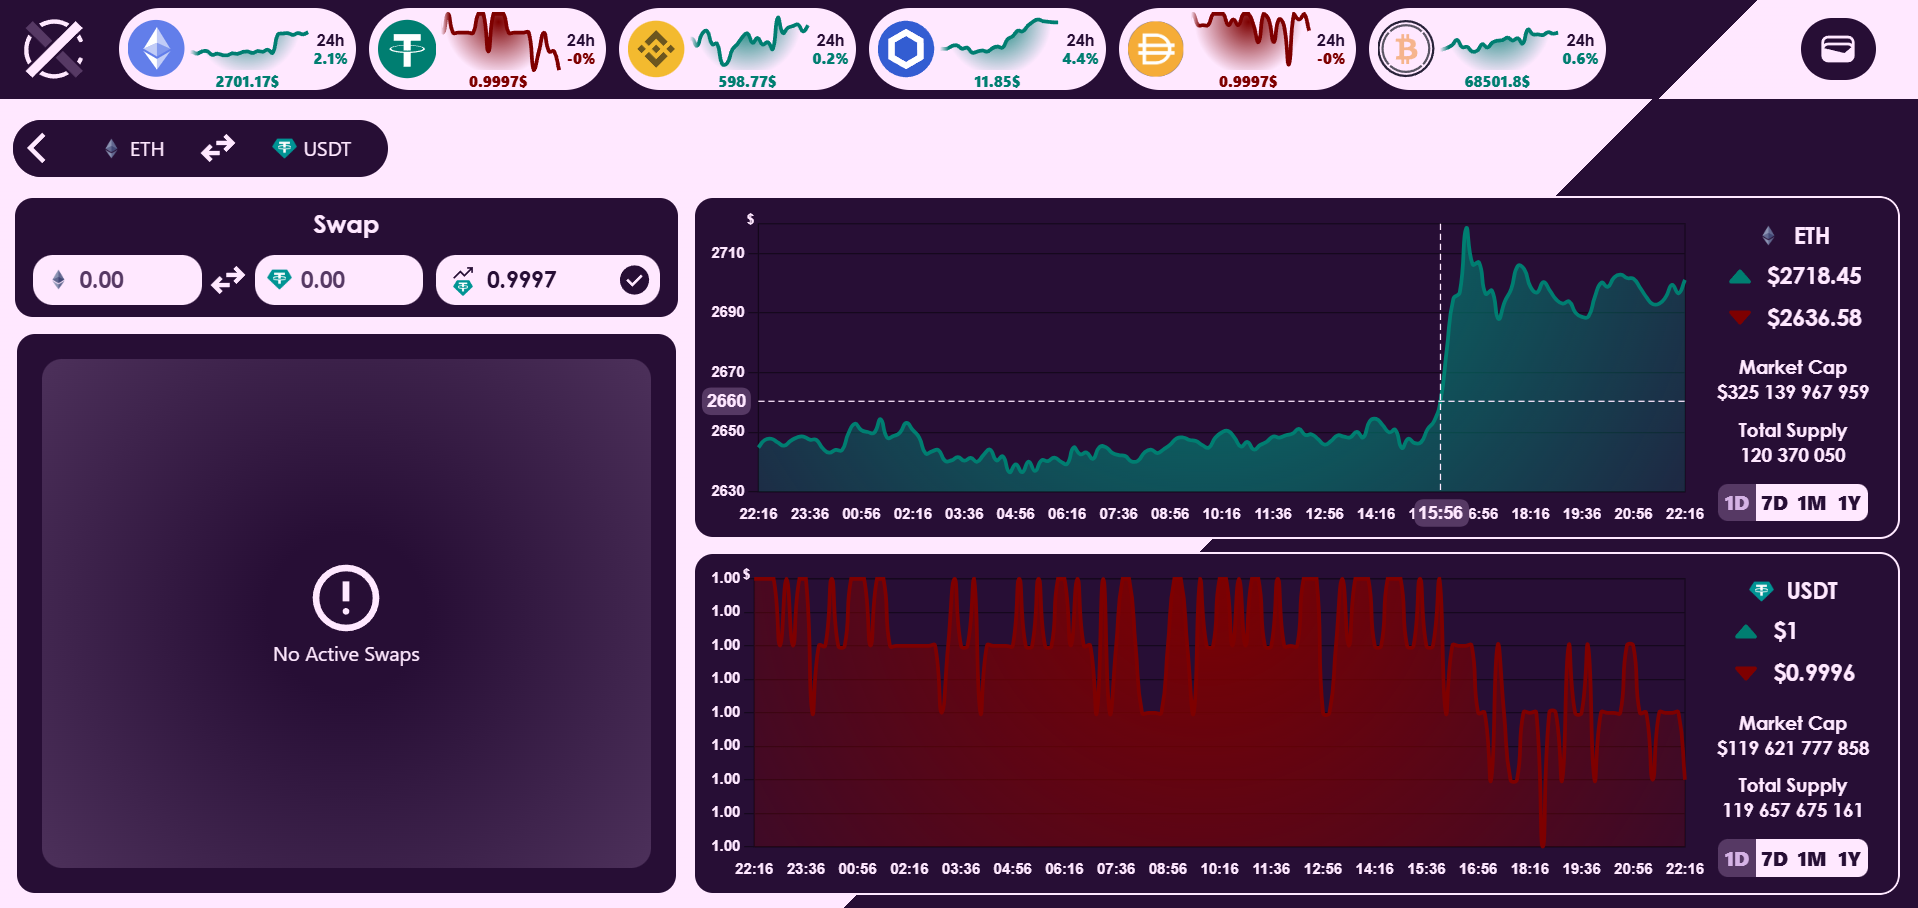 24h
2.1%
2701.17$
24h
-0%
0.9997$
24h
0.2%
598.77$
24h
4.4%
11.85$
24h
-0%
0.9997$
24h
0.6%
68501.8$
ETH
USDT
Swap
0.00
0.00
0.9997
No Active Swaps
$
2710
2690
2670
2660
2650
2630
22:16 23:36 00:56 02:16 03:36 04:56 06:16 07:36 08:56 10:16 11:36 12:56 14:16 15:56 18:16 19:36 20:56 22:16
ETH
$2718.45
$2636.58
Market Cap
$325 139 967 959
Total Supply
120 370 050
1D 7D 1M 1Y
$
1.00
1.00
1.00
1.00
1.00
1.00
1.00
1.00
1.00
22:16 23:36 00:56 02:16 03:36 04:56 06:16 07:36 08:56 10:16 11:36 12:56 14:16 15:36 16:56 18:16 19:36 20:56 22:16
USDT
$1
$0.9996
Market Cap
$119 621 777 858
Total Supply
119 657 675 161
1D 7D 1M 1Y